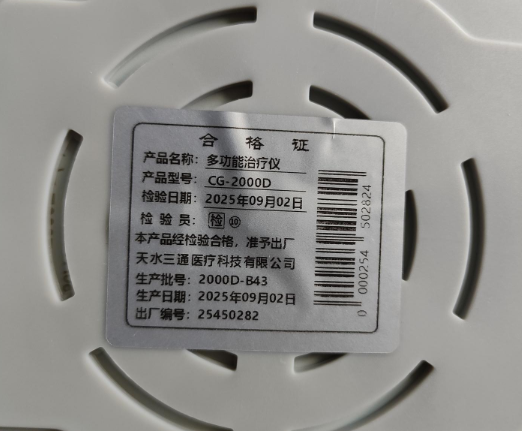 合格证
产品名称：多功能治疗仪
产品型号：CG-2000D
检验日期：2025年09月02日
检验员：检⑩
本产品经检验合格，准予出厂
天水三通医疗科技有限公司
生产批号：2000D-B43
生产日期：2025年09月02日
出厂编号：25450282
0 000254 502824